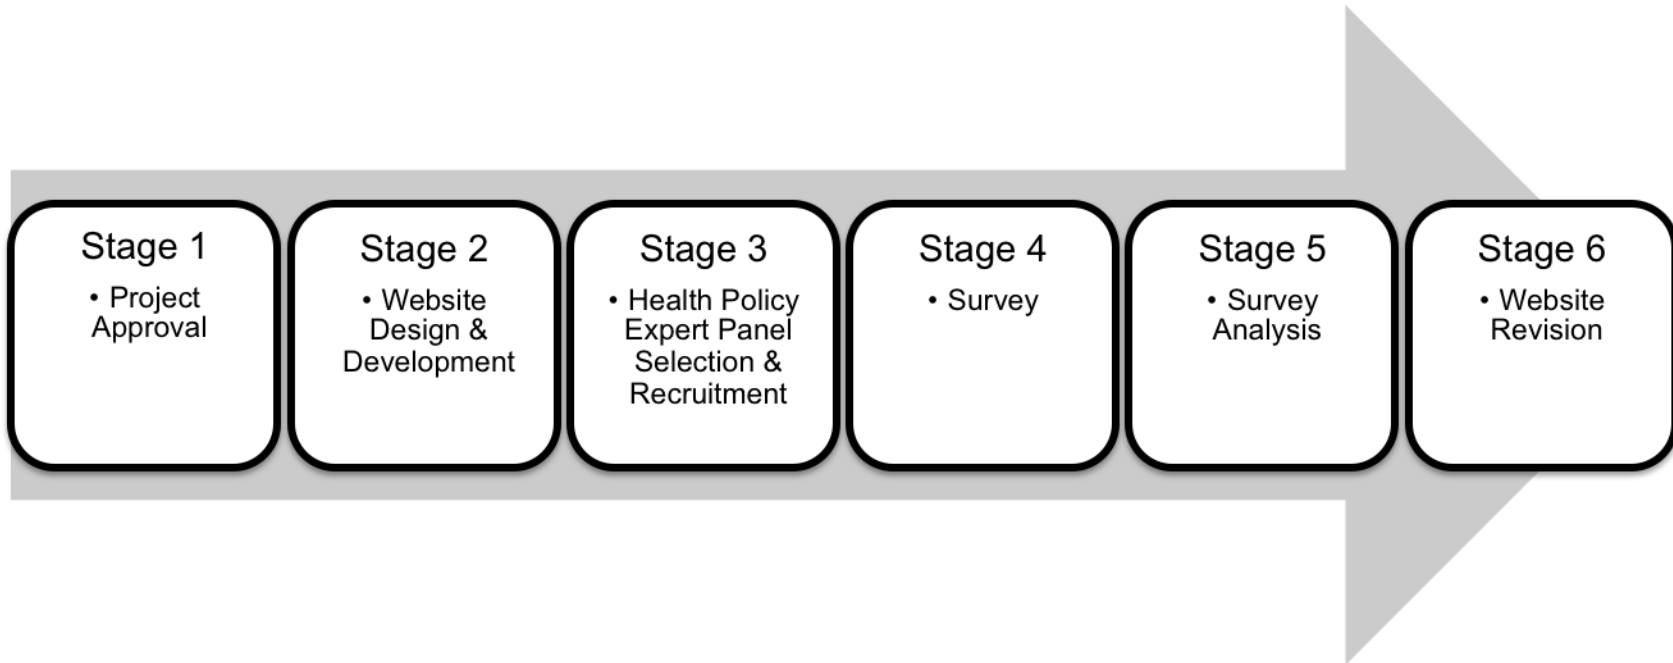 Stage 1
• Project
Approval
Stage 2
• Website
Design &
Development
Stage 3
• Health Policy
Expert Panel
Selection &
Recruitment
Stage 4
• Survey
Stage 5
• Survey
Analysis
Stage 6
• Website
Revision